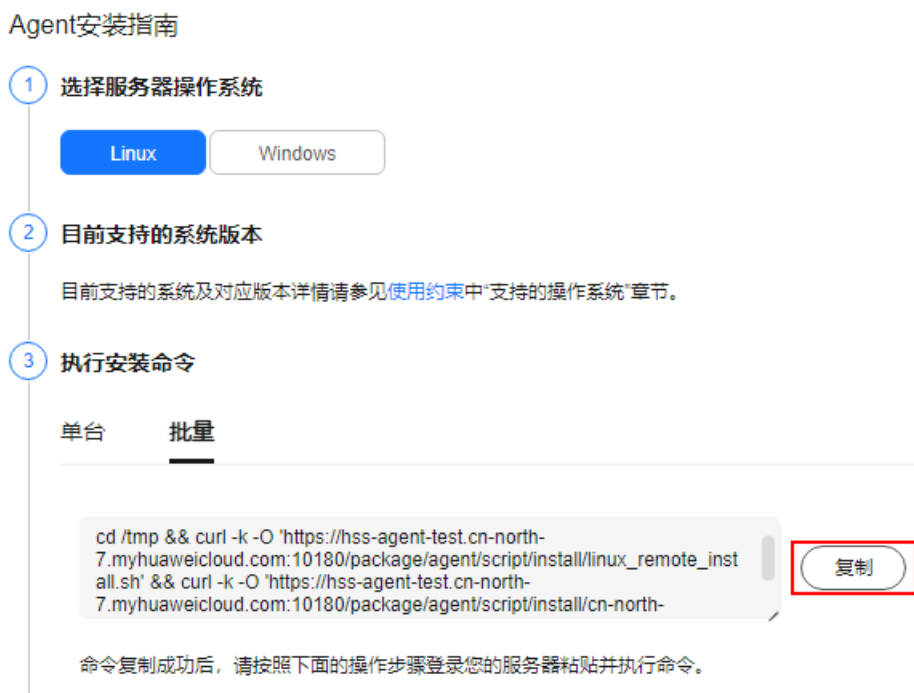 Agent安装指南
1 选择服务器操作系统
Linux Windows
2 目前支持的系统版本
目前支持的系统及对应版本详情请参见使用约束中“支持的操作系统”章节。
3 执行安装命令
单台 批量
cd /tmp && curl -k -O 'https://hss-agent-test.cn-north-
7.myhuaweicloud.com:10180/package/agent/script/install/linux_remote_inst
all.sh' && curl -k -O 'https://hss-agent-test.cn-north-
7.myhuaweicloud.com:10180/package/agent/script/install/cn-north-
复制
命令复制成功后，请按照下面的操作步骤登录您的服务器粘贴并执行命令。